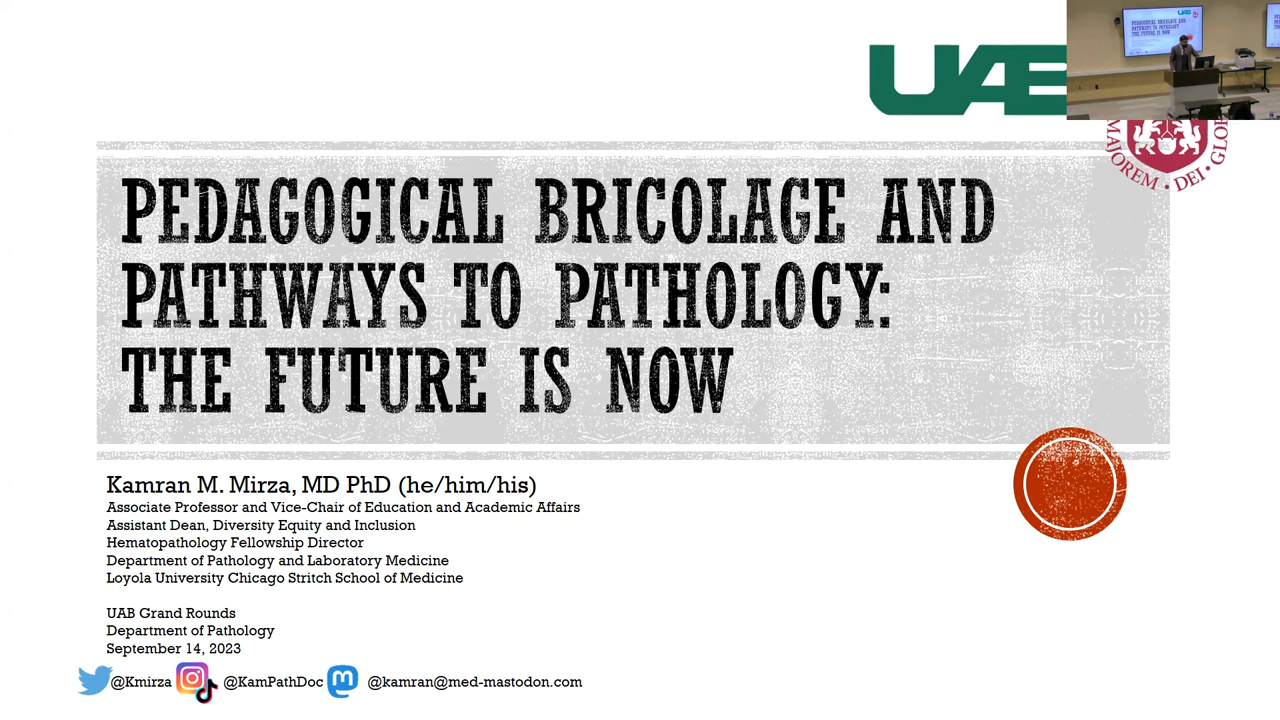 UAB
MAJOREM • DEI • GLOR
PEDAGOGICAL BRICOLAGE AND
PATHWAYS TO PATHOLOGY:
THE FUTURE IS NOW
Kamran M. Mirza, MD PhD (he/him/his)
Associate Professor and Vice-Chair of Education and Academic Affairs
Assistant Dean, Diversity Equity and Inclusion
Hematopathology Fellowship Director
Department of Pathology and Laboratory Medicine
Loyola University Chicago Stritch School of Medicine
UAB Grand Rounds
Department of Pathology
September 14, 2023
@Kmirza @KamPathDoc @kamran@med-mastodon.com